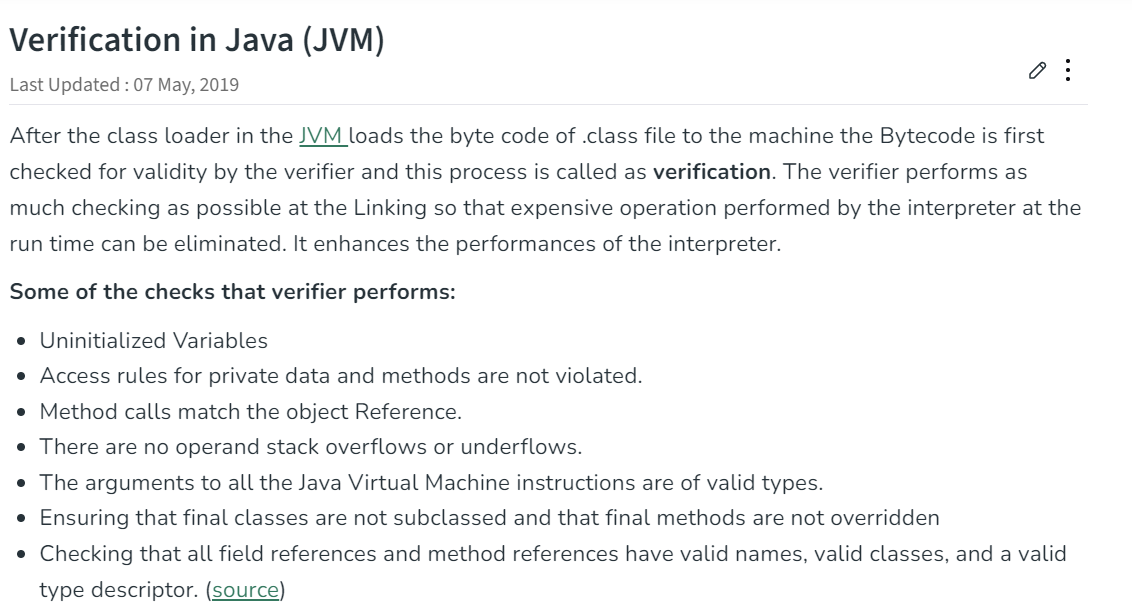 Verification in Java (JVM)
Last Updated : 07 May, 2019
After the class loader in the JVM loads the byte code of .class file to the machine the Bytecode is first
checked for validity by the verifier and this process is called as verification. The verifier performs as
much checking as possible at the Linking so that expensive operation performed by the interpreter at the
run time can be eliminated. It enhances the performances of the interpreter.
Some of the checks that verifier performs:
• Uninitialized Variables
• Access rules for private data and methods are not violated.
• Method calls match the object Reference.
• There are no operand stack overflows or underflows.
• The arguments to all the Java Virtual Machine instructions are of valid types.
• Ensuring that final classes are not subclassed and that final methods are not overridden
• Checking that all field references and method references have valid names, valid classes, and a valid
type descriptor. (source)